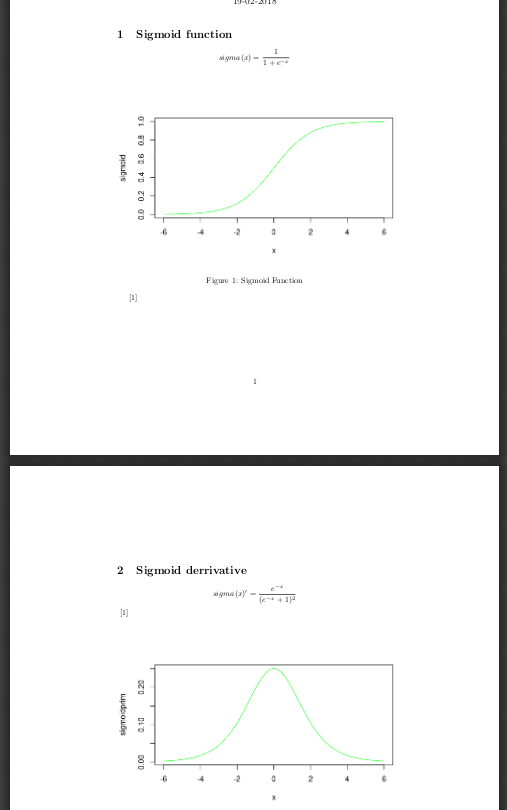 19-02-2018
1 Sigmoid function
sigma(x) = 1 / (1 + e^{-x})
1.0
0.8
0.6
0.4
0.2
0.0
sigmoid
-6 -4 -2 0 2 4 6
x
Figure 1: Sigmoid Function
[1]
1
2 Sigmoid derrivative
sigma(x)' = e^{-x} / (e^{-x} + 1)^2
[1]
0.20
0.10
0.00
sigmoidprim
-6 -4 -2 0 2 4 6
x